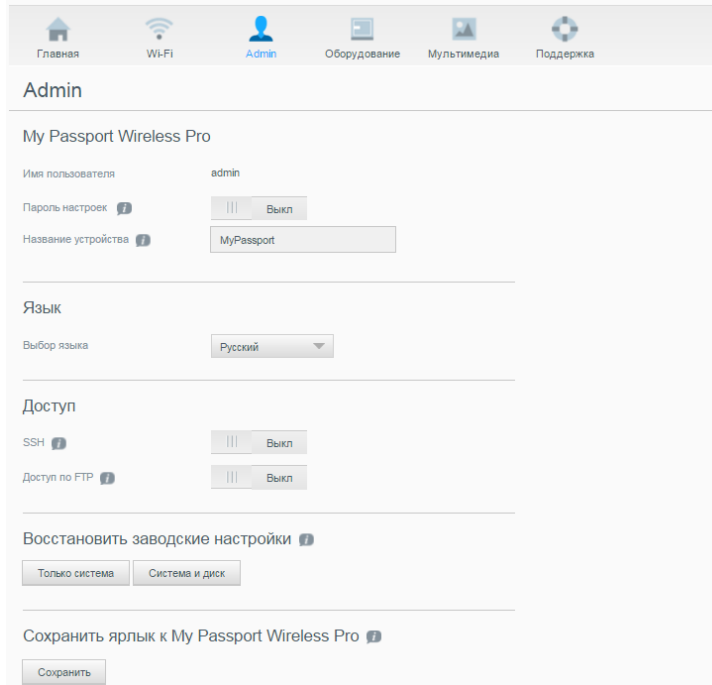 Главная Wi-Fi Admin Оборудование Мультимедиа Поддержка
Admin
My Passport Wireless Pro
Имя пользователя admin
Пароль настроек i Выкл
Название устройства i MyPassport
Язык
Выбор языка Русский
Доступ
SSH i Выкл
Доступ по FTP i Выкл
Восстановить заводские настройки i
Только система Система и диск
Сохранить ярлык к My Passport Wireless Pro i
Сохранить